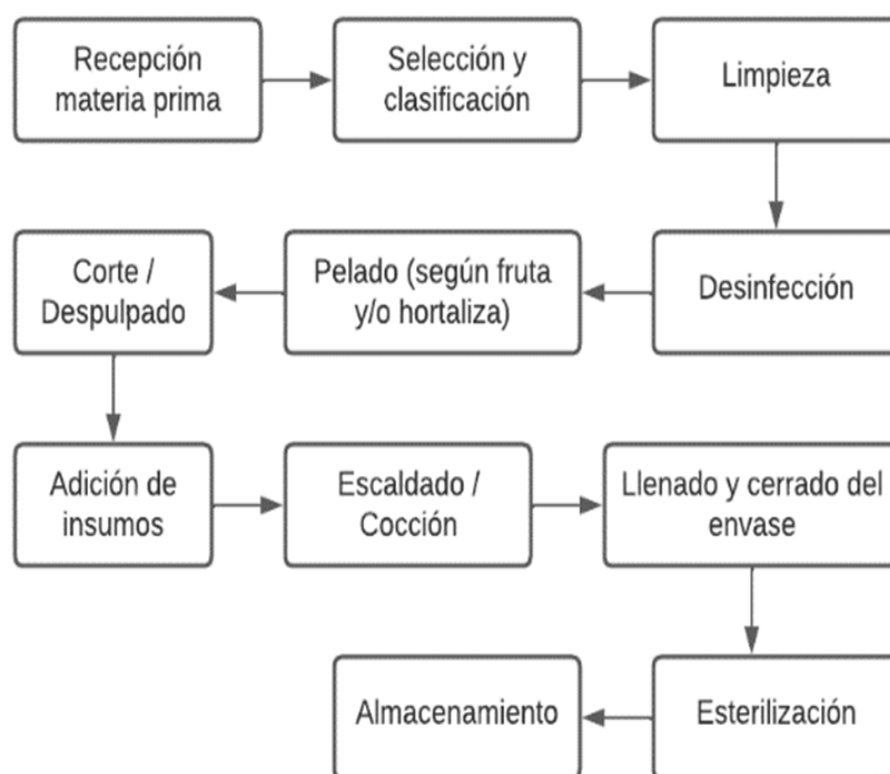 Recepción
materia prima
Selección y
clasificación
Limpieza
Desinfección
Pelado (según fruta
y/o hortaliza)
Corte /
Despulpado
Adición de
insumos
Escaldado /
Cocción
Llenado y cerrado del
envase
Esterilización
Almacenamiento